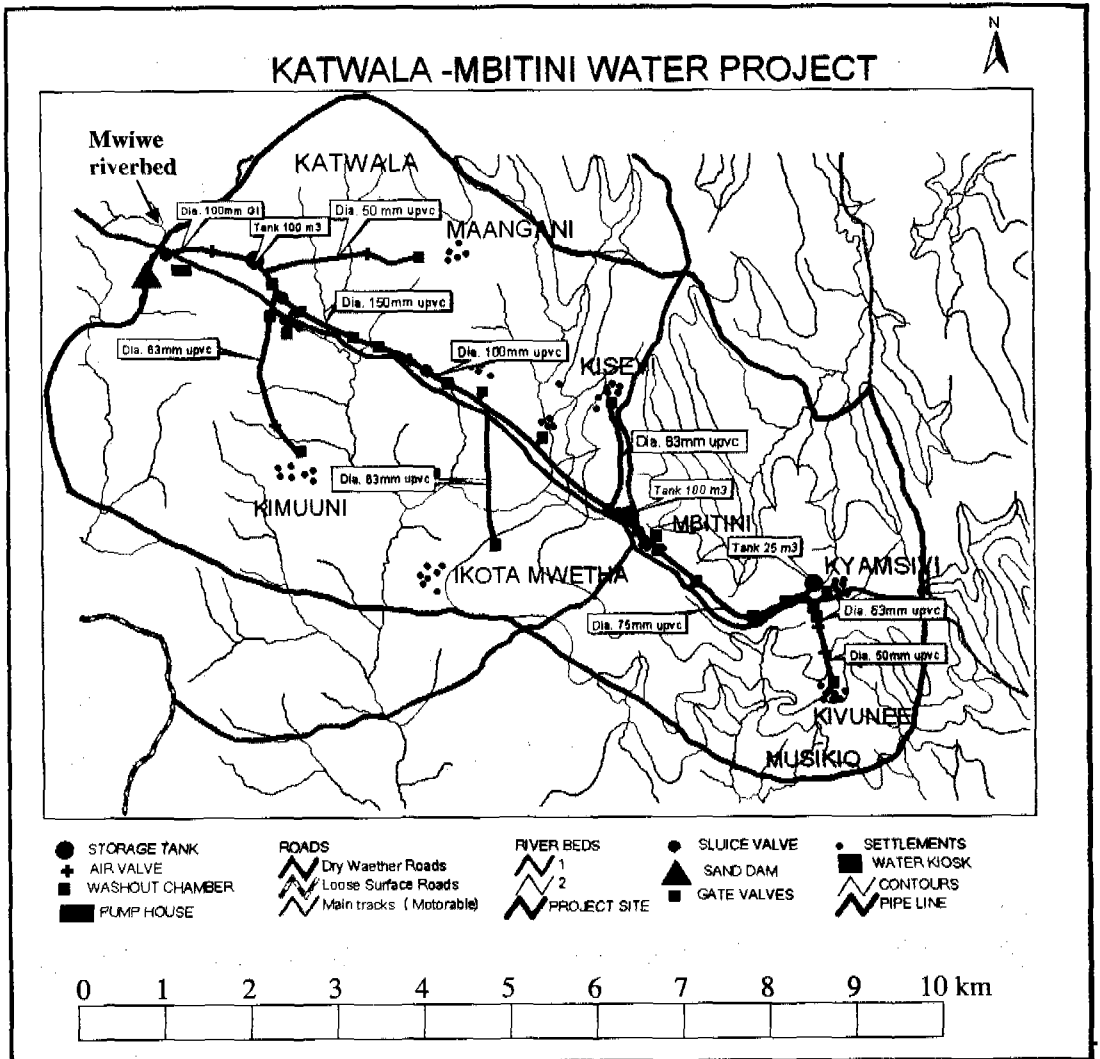 N
KATWALA -MBITINI WATER PROJECT
Mwiwe
riverbed
KATWALA
Dia. 100mm GI
Tank 100 m3
Dia. 50 mm upvc
MAANGANI
Dia. 150mm upvc
Dia. 63mm upvc
Dia. 100mm upvc
KISEVI
Dia. 63mm upvc
Dia. 63mm upvc
KIMUUNI
Tank 100 m3
MBITINI
Tank 25 m3
KYAMSIVI
IKOTA MWETHA
Dia. 75mm upvc
Dia. 63mm upvc
Dia. 50mm upvc
KIVUNEE
MUSIKIO
STORAGE TANK
AIR VALVE
WASHOUT CHAMBER
PUMP HOUSE
ROADS
Dry Waether Roads
Loose Surface Roads
Main tracks ( Motorable)
RIVER BEDS
1
2
PROJECT SITE
SLUICE VALVE
SAND DAM
GATE VALVES
SETTLEMENTS
WATER KIOSK
CONTOURS
PIPE LINE
0 1 2 3 4 5 6 7 8 9 10 km